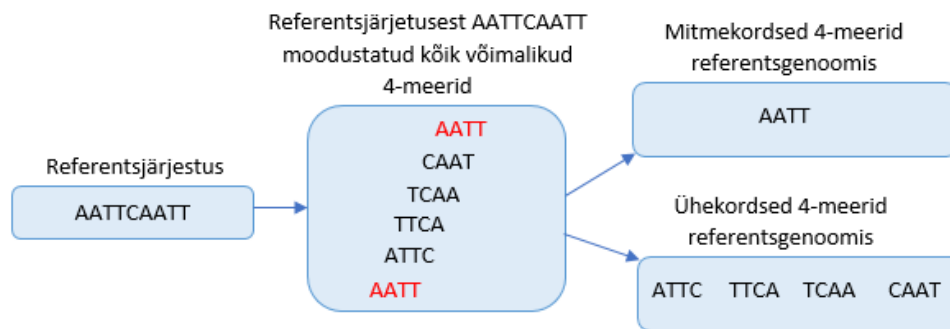 Referentsjärjestus
AATTCAATT
Referentsjärjetusest AATTCAATT
moodustatud kõik võimalikud
4-meerid
AATT
CAAT
TCAA
TTCA
ATTC
AATT
Mitmekordsed 4-meerid
referentsgenoomis
AATT
Ühekordsed 4-meerid
referentsgenoomis
ATTC TTCA TCAA CAAT